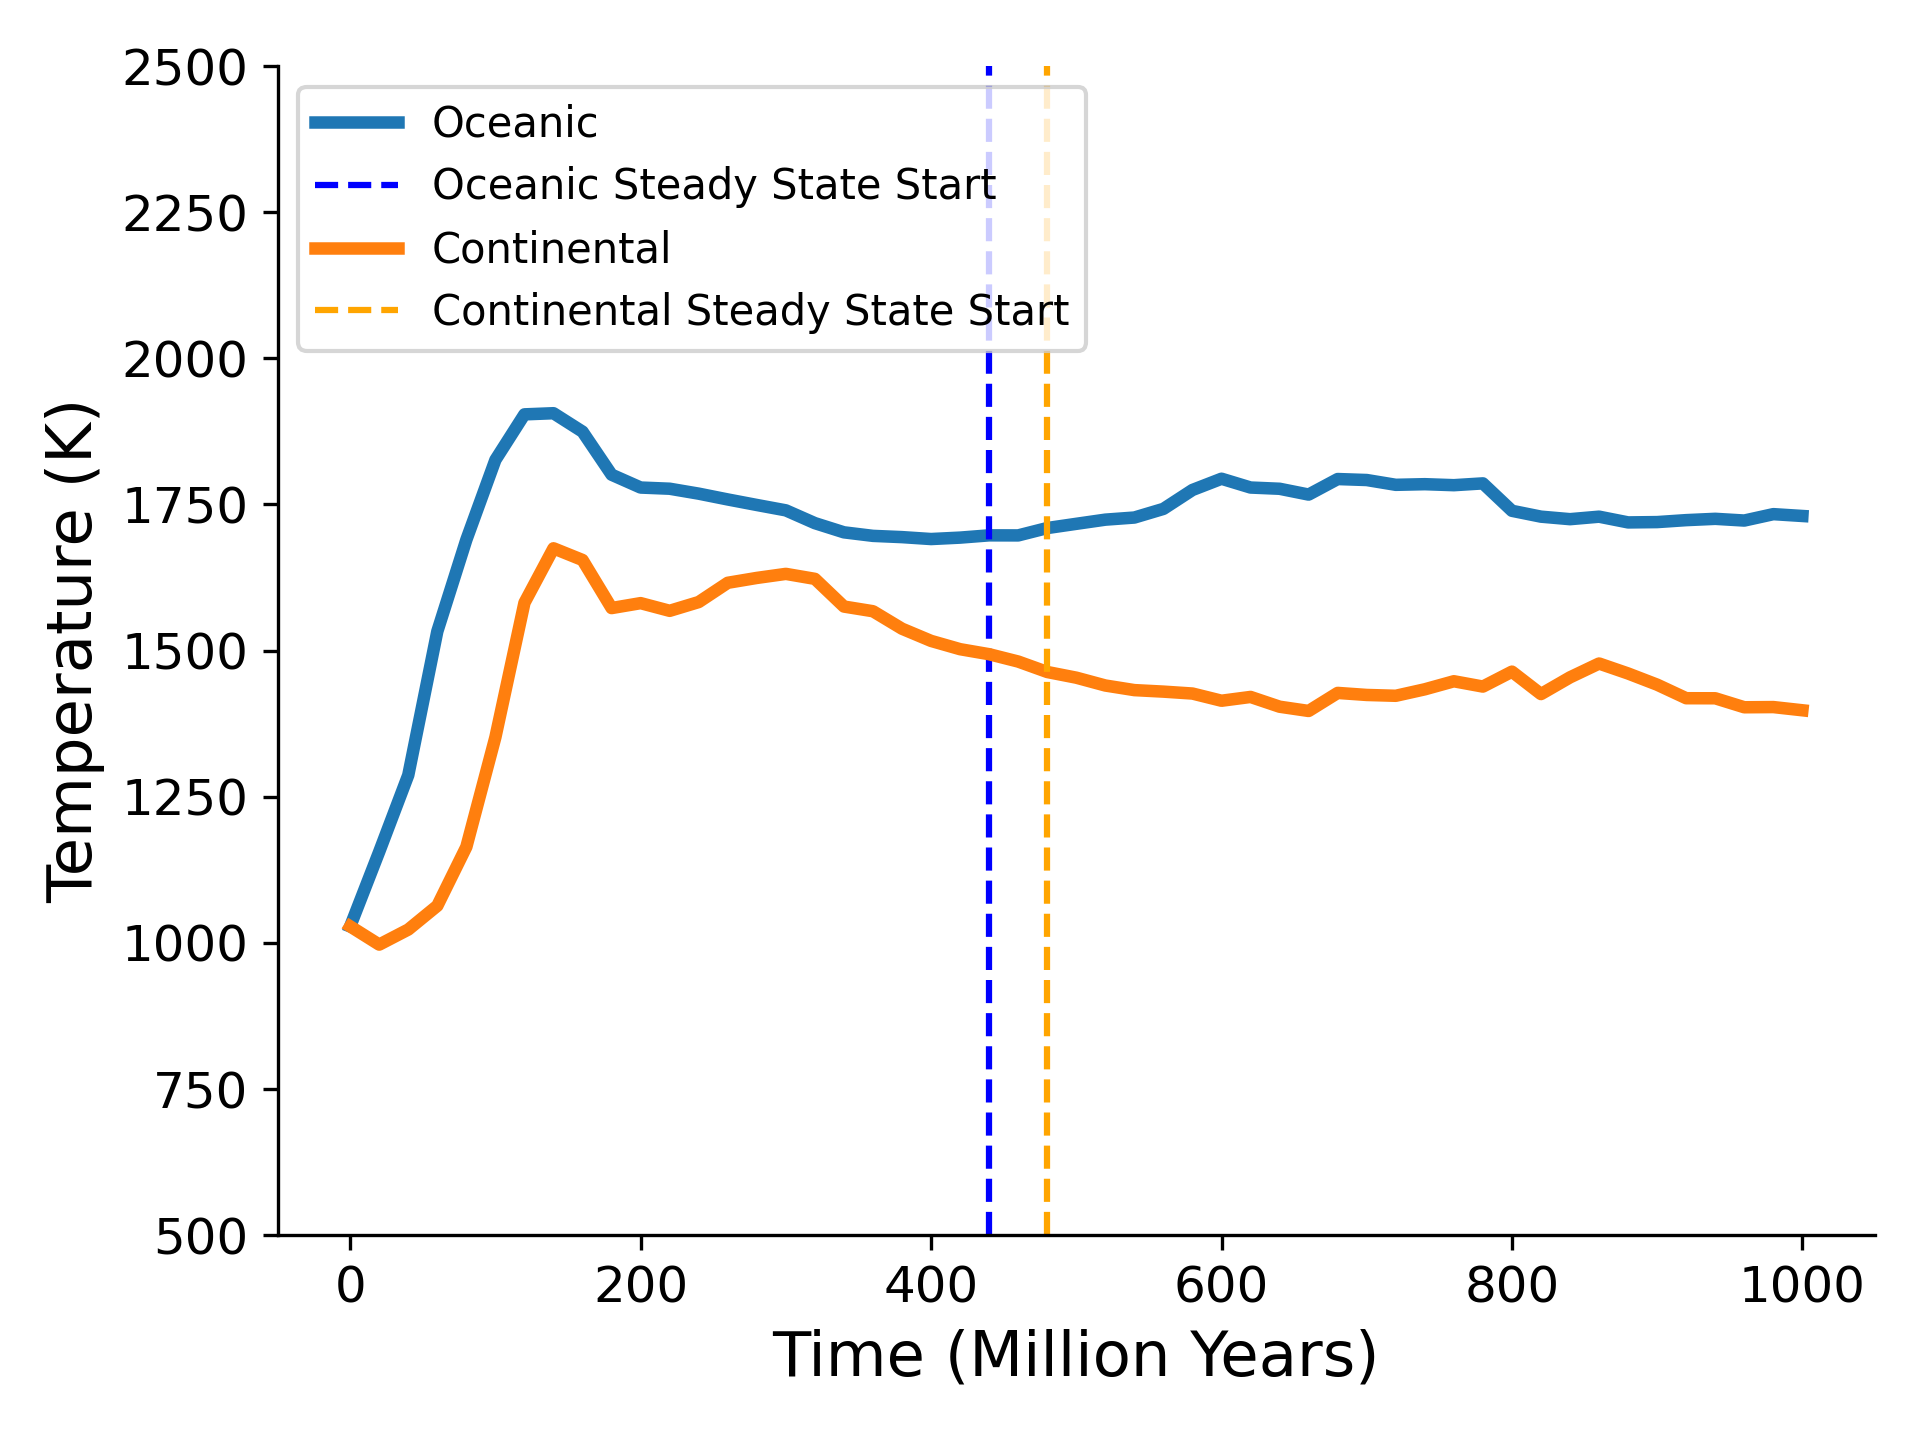 2500
2250
2000
1750
1500
1250
1000
750
500
Temperature (K)
Oceanic
Oceanic Steady State Start
Continental
Continental Steady State Start
0 200 400 600 800 1000
Time (Million Years)